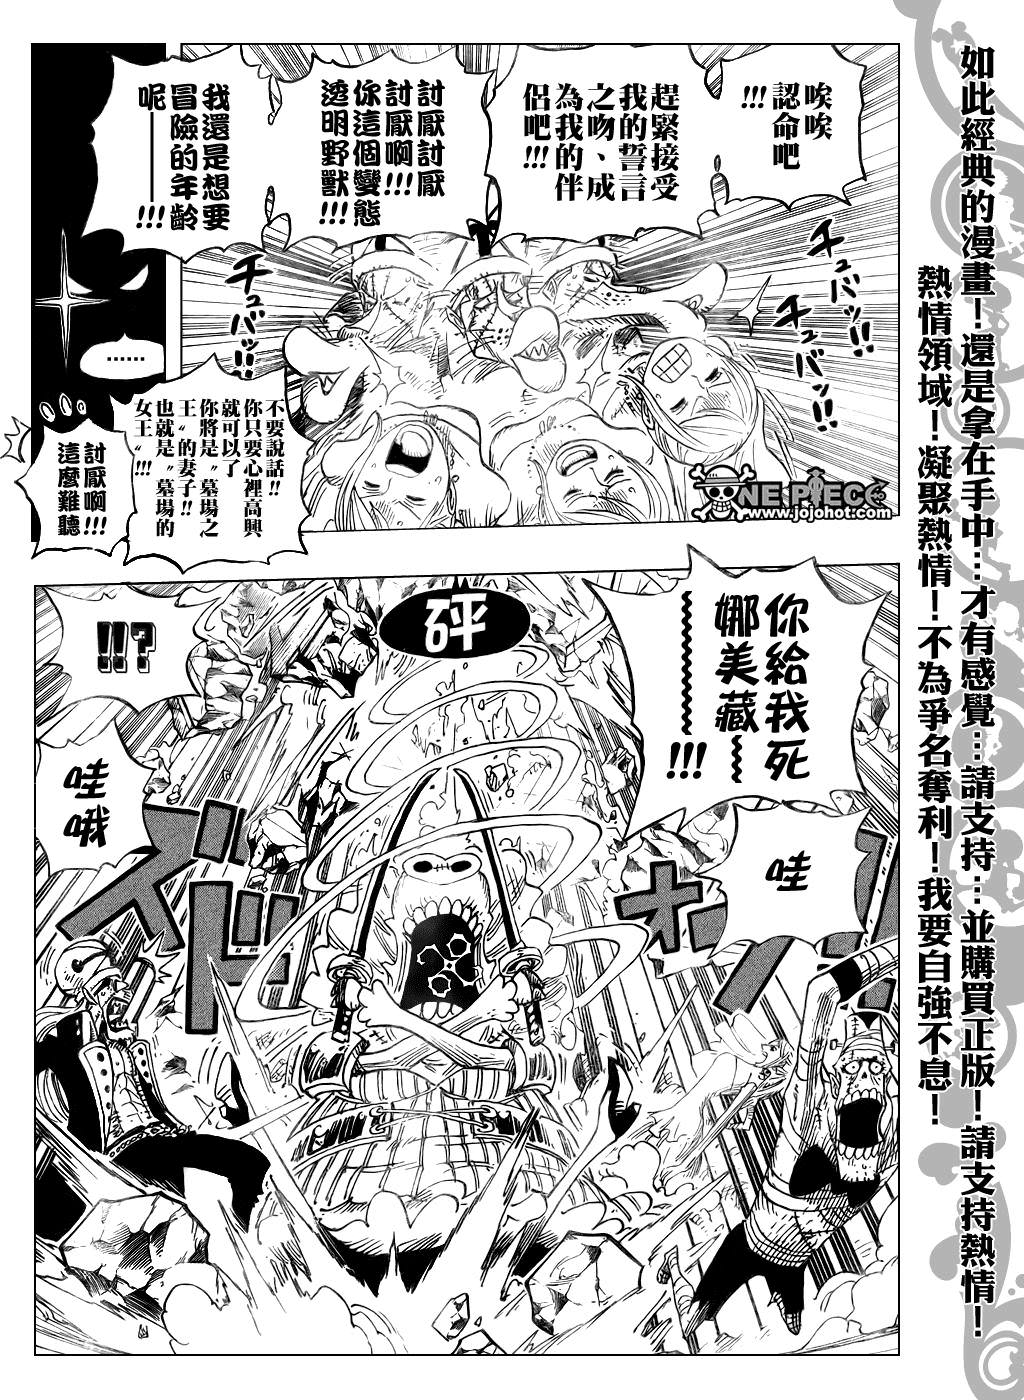 如此經典的漫畫！還是拿在手中…才有感覺…請支持…並購買正版！請支持熱情！
熱情領域！凝聚熱情！不為爭名奪利！我要自強不息！
唉唉
認命吧
!!!
趕緊接受
我的誓言
之吻、成
為我的伴
侶吧!!!
討厭討厭
討厭啊!!!
你這個變態
透明野獸!!!
我還是想要
冒險的年齡
呢——!!!
チュバッ!!
チュバッ!!
チュバッ!!
……
不要說話!!
你只要心裡高興
就可以了
你將是〝墓場之
王〞的妻子!!
也就是〝墓場的
女王〞!!!
討厭啊!!!
這麼難聽
ONE PIECE
www.jojohot.com
你給我死
娜美藏~
~~!!!
砰
!!?
哇
哇
哦
ズドォン